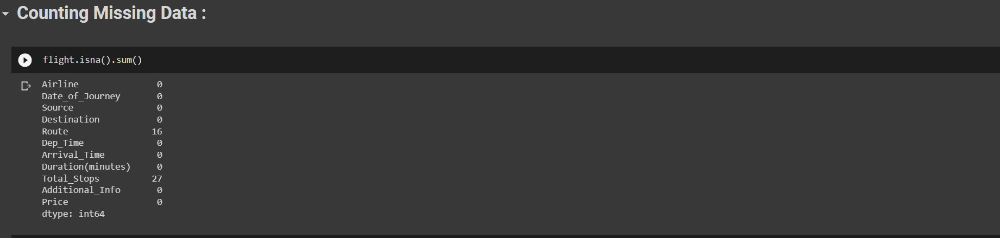 Counting Missing Data :
flight.isna().sum()
Airline 0
Date_of_Journey 0
Source 0
Destination 0
Route 16
Dep_Time 0
Arrival_Time 0
Duration(minutes) 0
Total_Stops 27
Additional_Info 0
Price 0
dtype: int64